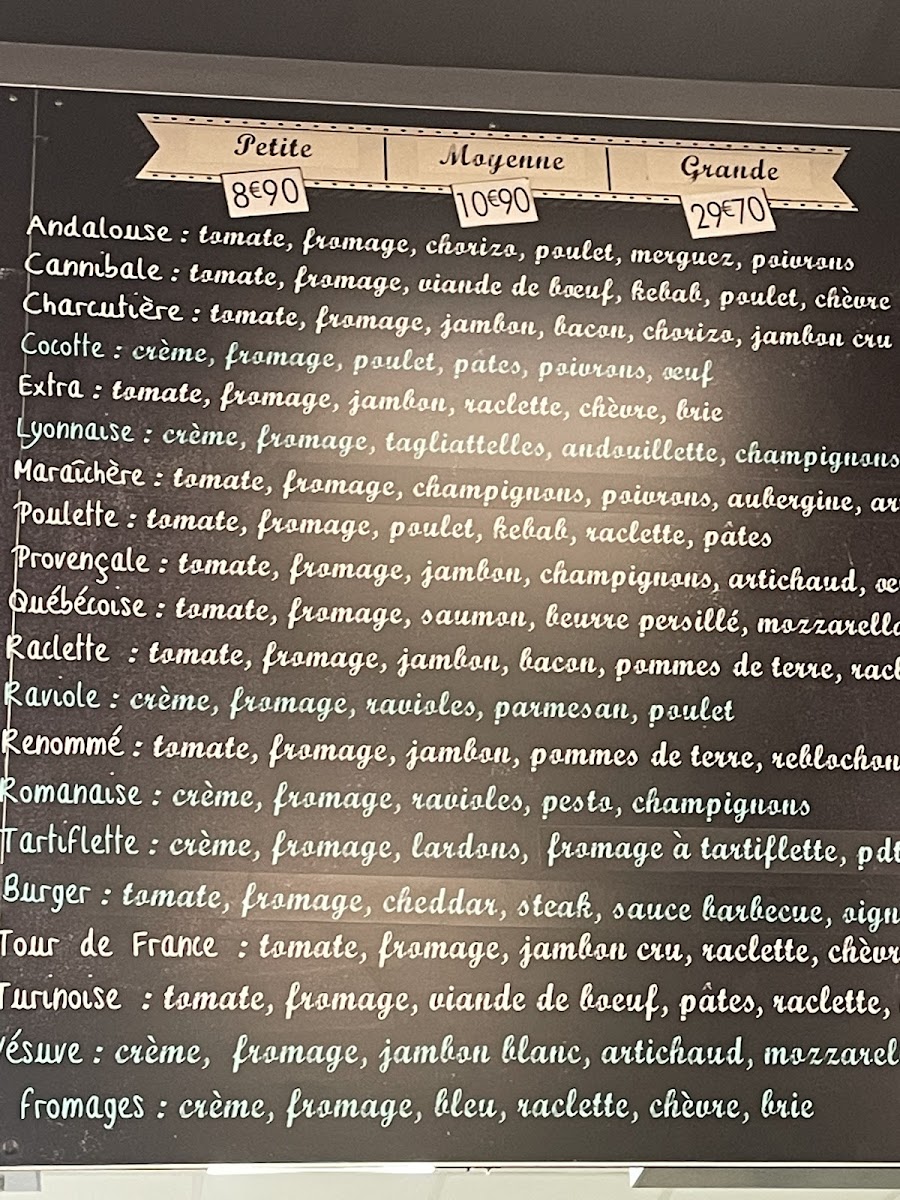 Petite Moyenne Grande
8€90 10€90 29€70
Andalouse : tomate, fromage, chorizo, poulet, merguez, poivrons
Cannibale : tomate, fromage, viande de bœuf, kebab, poulet, chèvre
Charcutière : tomate, fromage, jambon, bacon, chorizo, jambon cru
Cocotte : crème, fromage, poulet, pâtes, poivrons, œuf
Extra : tomate, fromage, jambon, raclette, chèvre, brie
Lyonnaise : crème, fromage, tagliattelles, andouillette, champignons
Maraîchère : tomate, fromage, champignons, poivrons, aubergine,
Poulette : tomate, fromage, poulet, kebab, raclette, pâtes
Provençale : tomate, fromage, jambon, champignons, artichaud,
Québécoise : tomate, fromage, saumon, beurre persillé, mozzarella
Raclette : tomate, fromage, jambon, bacon, pommes de terre,
Raviole : crème, fromage, ravioles, parmesan, poulet
Renommé : tomate, fromage, jambon, pommes de terre, reblochon
Romanaise : crème, fromage, ravioles, pesto, champignons
Tartiflette : crème, fromage, lardons, fromage à tartiflette, pdt
Burger : tomate, fromage, cheddar, steak, sauce barbecue,
Tour de France : tomate, fromage, jambon cru, raclette,
Turinoise : tomate, fromage, viande de boeuf, pâtes, raclette,
Vésuve : crème, fromage, jambon blanc, artichaud,
fromages : crème, fromage, bleu, raclette, chèvre, brie